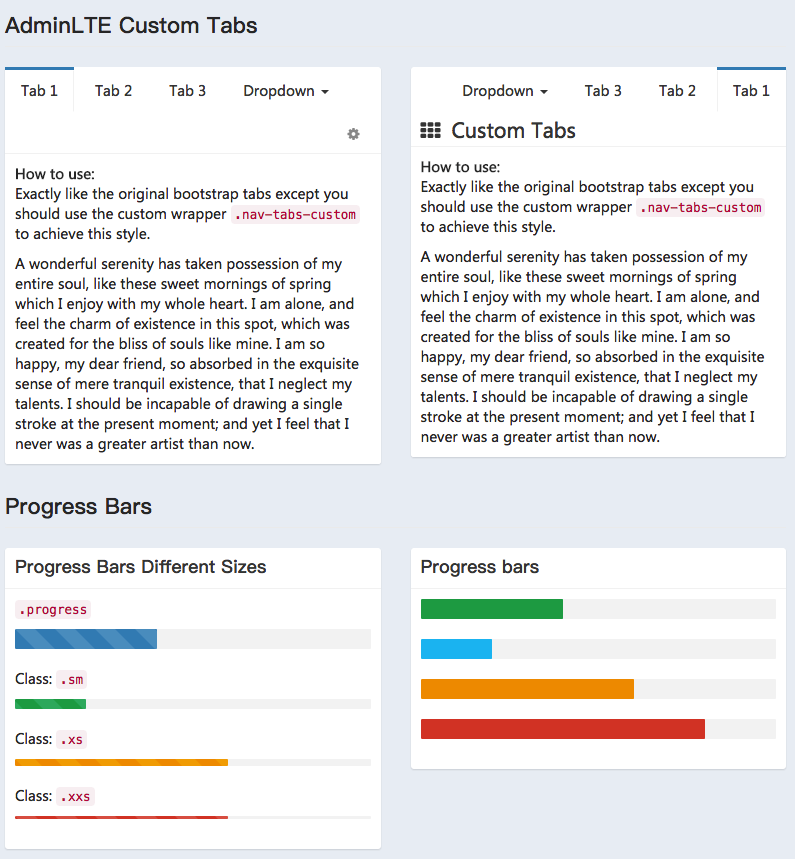 AdminLTE Custom Tabs
Tab 1 Tab 2 Tab 3 Dropdown
How to use:
Exactly like the original bootstrap tabs except you
should use the custom wrapper .nav-tabs-custom
to achieve this style.
A wonderful serenity has taken possession of my
entire soul, like these sweet mornings of spring
which I enjoy with my whole heart. I am alone, and
feel the charm of existence in this spot, which was
created for the bliss of souls like mine. I am so
happy, my dear friend, so absorbed in the exquisite
sense of mere tranquil existence, that I neglect my
talents. I should be incapable of drawing a single
stroke at the present moment; and yet I feel that I
never was a greater artist than now.
Dropdown Tab 3 Tab 2 Tab 1
Custom Tabs
How to use:
Exactly like the original bootstrap tabs except you
should use the custom wrapper .nav-tabs-custom
to achieve this style.
A wonderful serenity has taken possession of my
entire soul, like these sweet mornings of spring
which I enjoy with my whole heart. I am alone, and
feel the charm of existence in this spot, which was
created for the bliss of souls like mine. I am so
happy, my dear friend, so absorbed in the exquisite
sense of mere tranquil existence, that I neglect my
talents. I should be incapable of drawing a single
stroke at the present moment; and yet I feel that I
never was a greater artist than now.
Progress Bars
Progress Bars Different Sizes
.progress
Class: .sm
Class: .xs
Class: .xxs
Progress bars